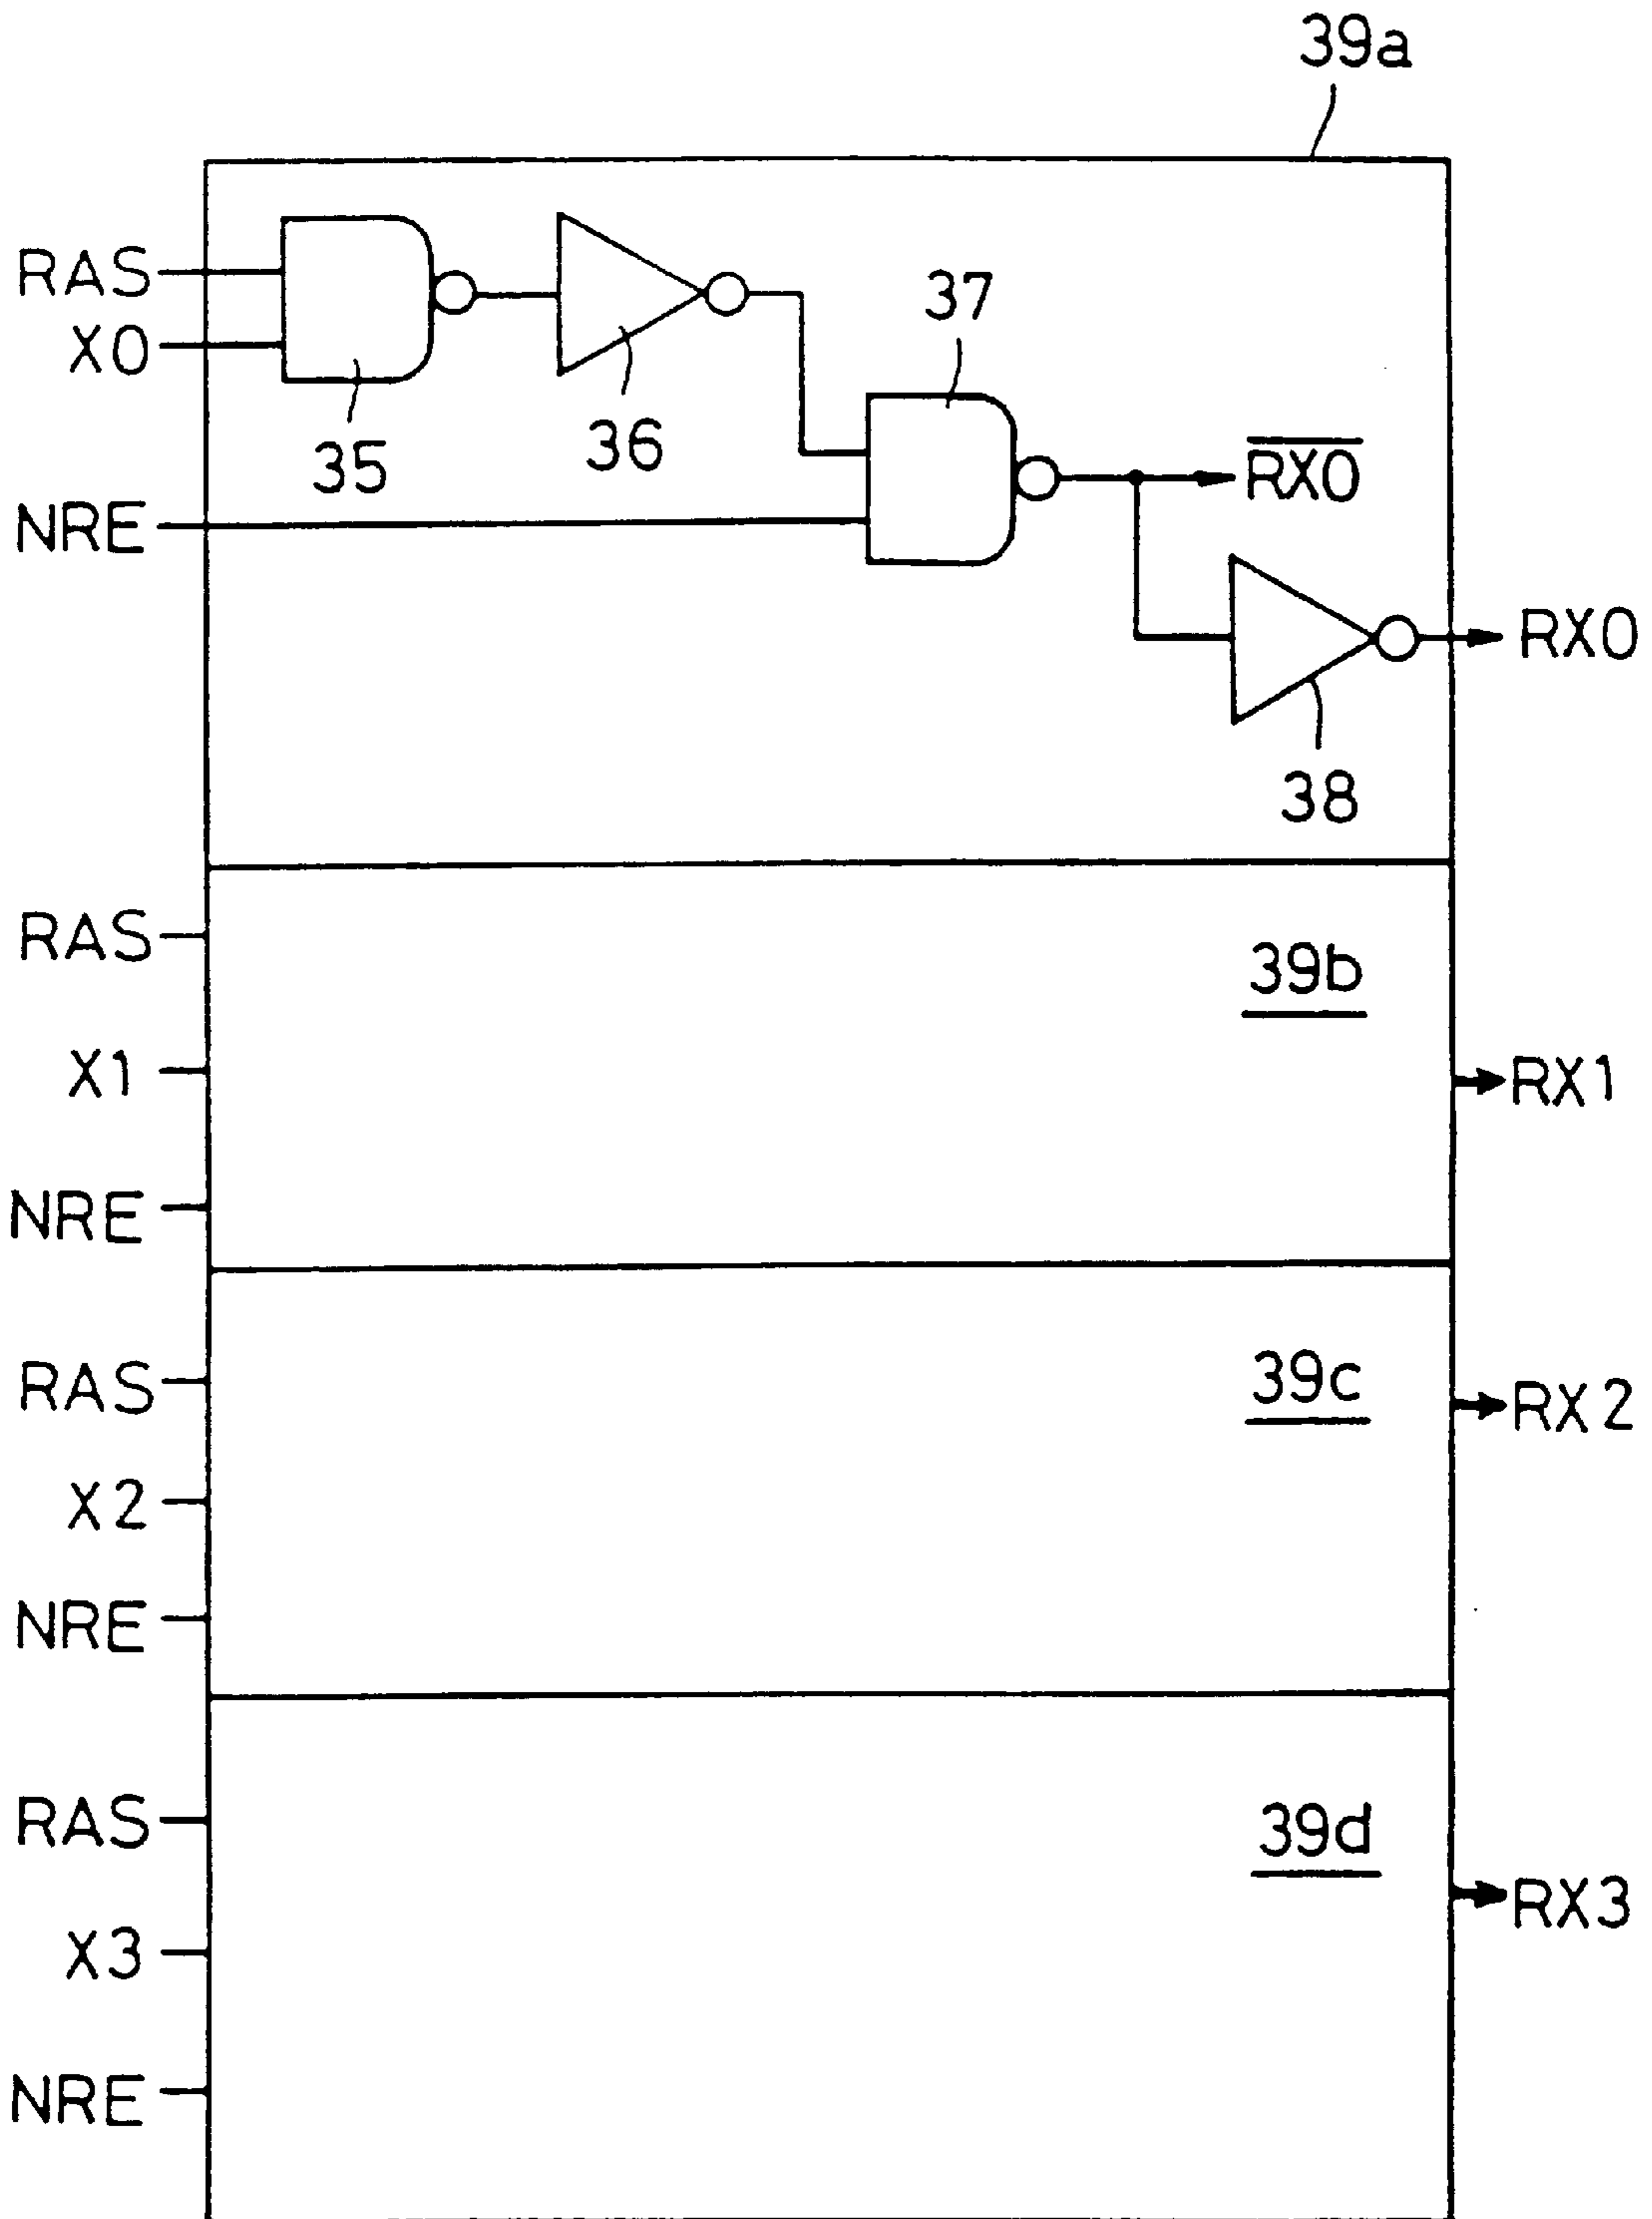 39a
RAS
X0
35
36
37
NRE
R̅X̅0̅
RX0
38
RAS
39b
X1
RX1
NRE
RAS
39c
RX2
X2
NRE
RAS
39d
RX3
X3
NRE